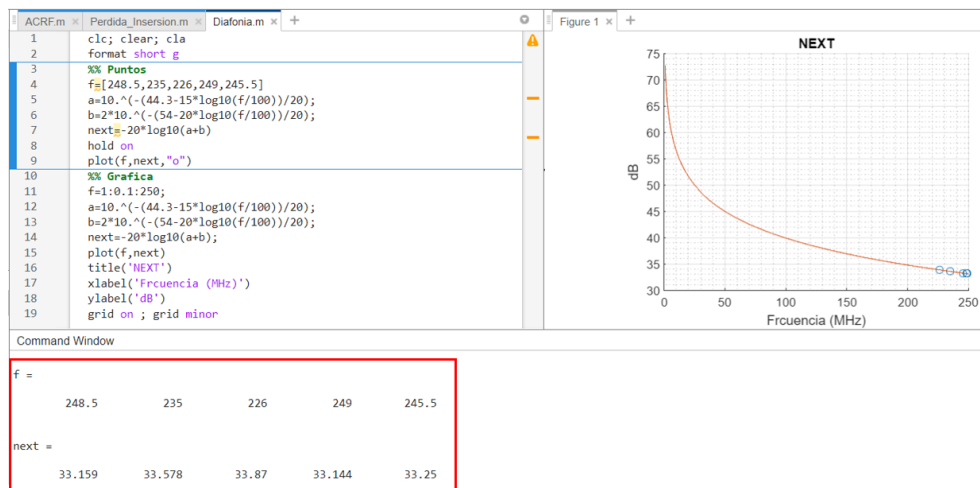 ACRF.m × Perdida_Insersion.m × Diafonia.m × +
1 clc; clear; cla
2 format short g
3 %% Puntos
4 f=[248.5,235,226,249,245.5]
5 a=10.^(-(44.3-15*log10(f/100))/20);
6 b=2*10.^(-(54-20*log10(f/100))/20);
7 next=-20*log10(a+b)
8 hold on
9 plot(f,next,"o")
10 %% Grafica
11 f=1:0.1:250;
12 a=10.^(-(44.3-15*log10(f/100))/20);
13 b=2*10.^(-(54-20*log10(f/100))/20);
14 next=-20*log10(a+b);
15 plot(f,next)
16 title('NEXT')
17 xlabel('Frcuencia (MHz)')
18 ylabel('dB')
19 grid on ; grid minor
Figure 1 × +
NEXT
75
70
65
60
55
50
45
40
35
30
dB
0 50 100 150 200 250
Frcuencia (MHz)
Command Window
f =
248.5 235 226 249 245.5
next =
33.159 33.578 33.87 33.144 33.25